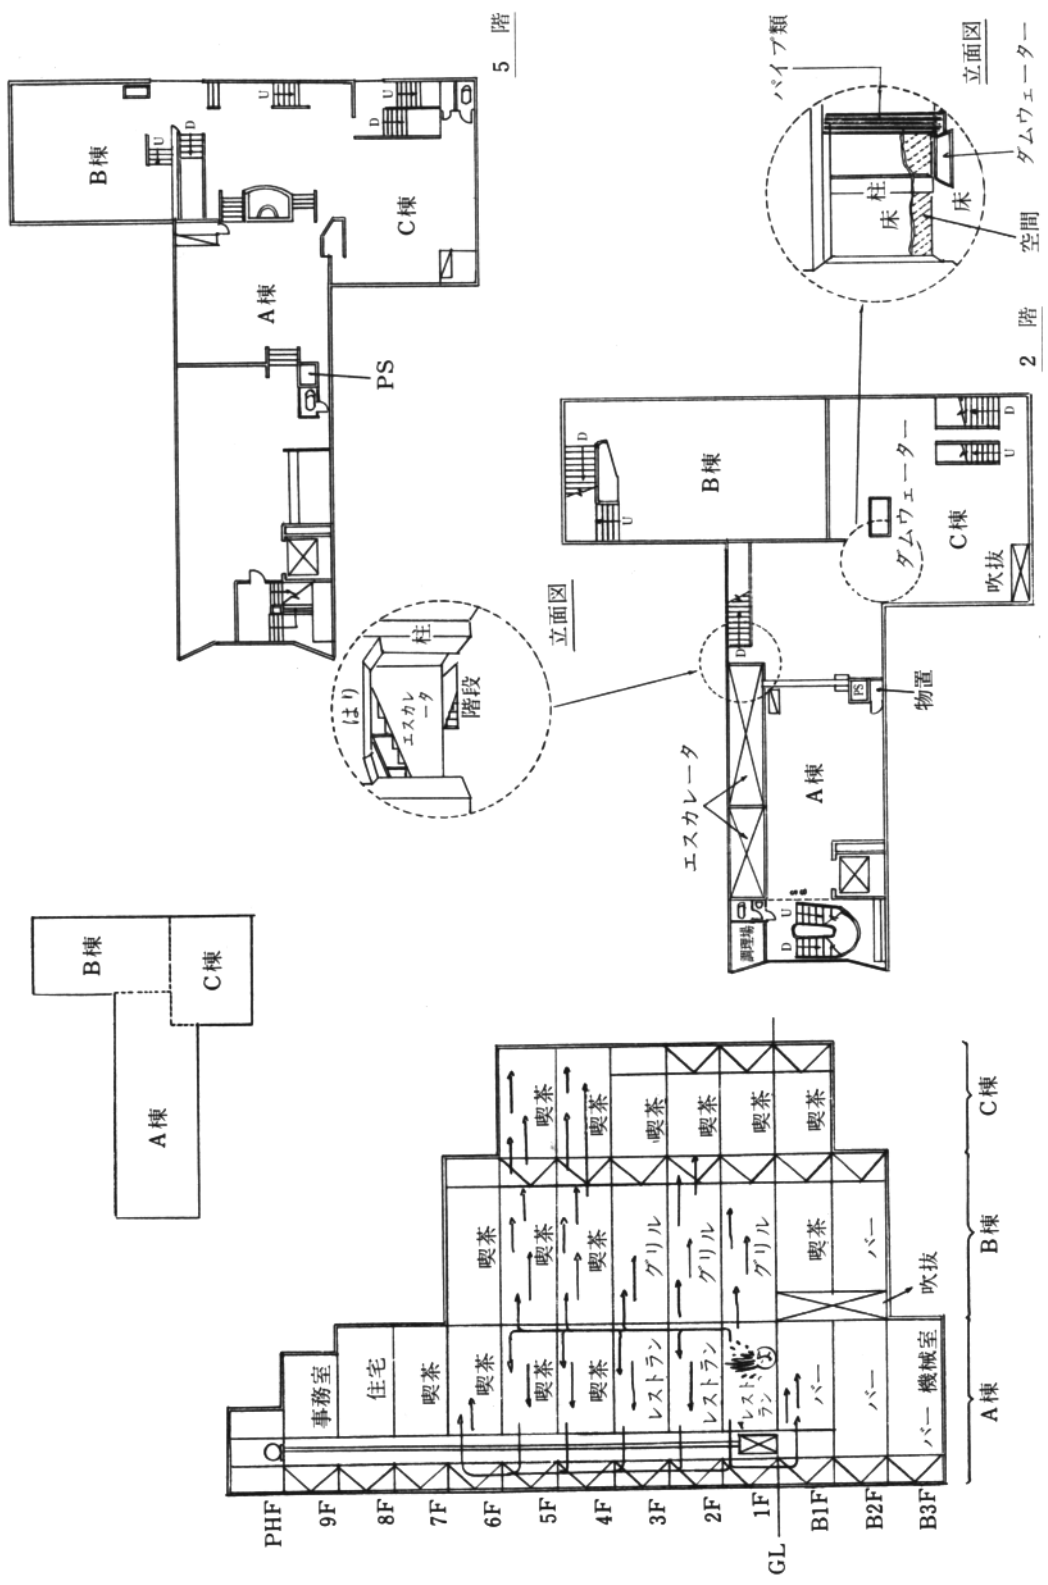 A棟
B棟
C棟
PHF
9F 事務室
8F 住宅
7F 喫茶
6F 喫茶 喫茶
5F 喫茶 喫茶 喫茶
4F 喫茶 喫茶 喫茶
3F レストラン グリル 喫茶
2F レストラン グリル 喫茶
1F レストラン グリル 喫茶
GL
B1F バー 喫茶 喫茶
B2F バー バー
B3F バー 機械室
吹抜
A棟 B棟 C棟
B棟
U
D
U
A棟
D
U
C棟
PS
5 階
はり
柱
エスカレータ
階段
立面図
エスカレータ
調理場
D
U
D
A棟
PS
物置
U
D
B棟
ダムウェーター
C棟
吹抜
U
D
2 階
パイプ類
柱
床
床
空間
ダムウェーター
立面図